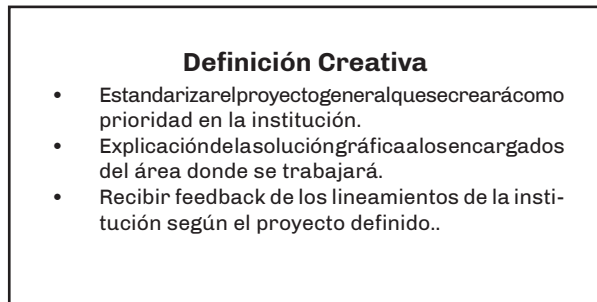 Definición Creativa
• Estandarizarelproyectogeneralquesecrearácomo
prioridad en la institución.
• Explicacióndelasolucióngráficaalosencargados
del área donde se trabajará.
• Recibir feedback de los lineamientos de la insti-
tución según el proyecto definido..